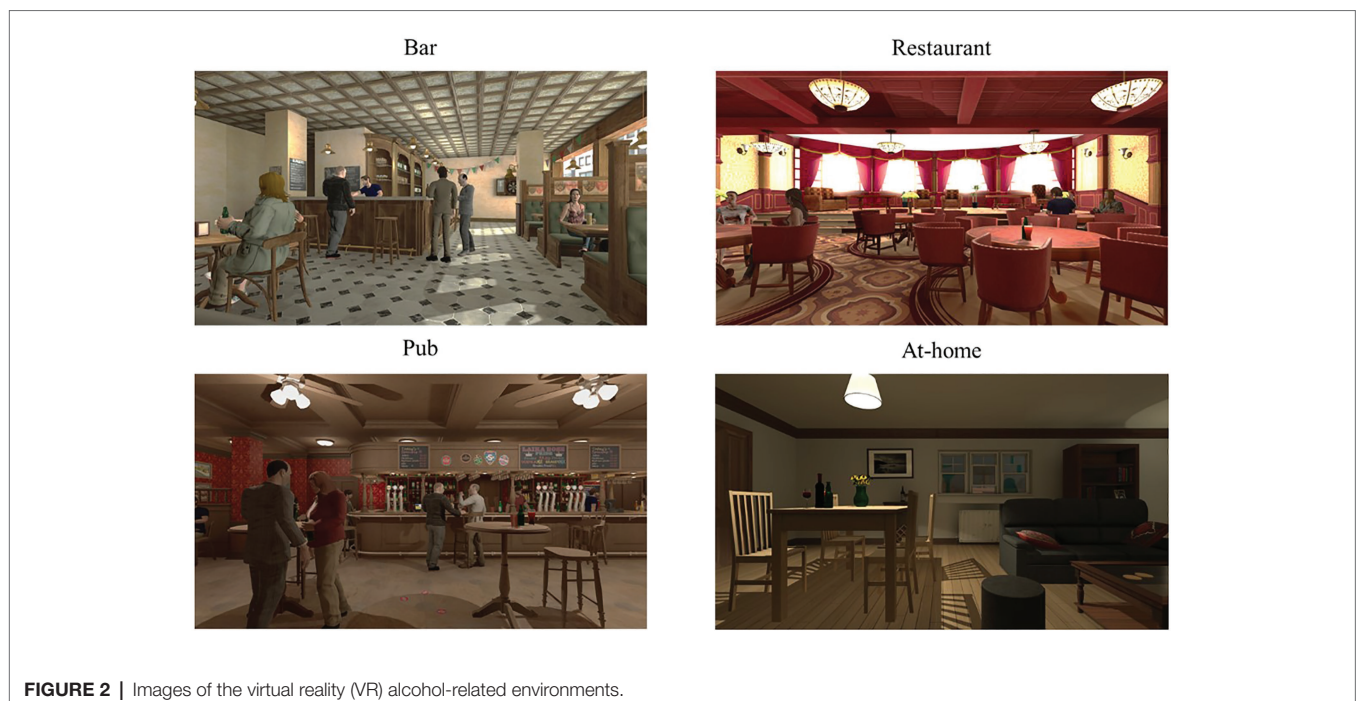 Bar
Restaurant
Pub
At-home
FIGURE 2 | Images of the virtual reality (VR) alcohol-related environments.